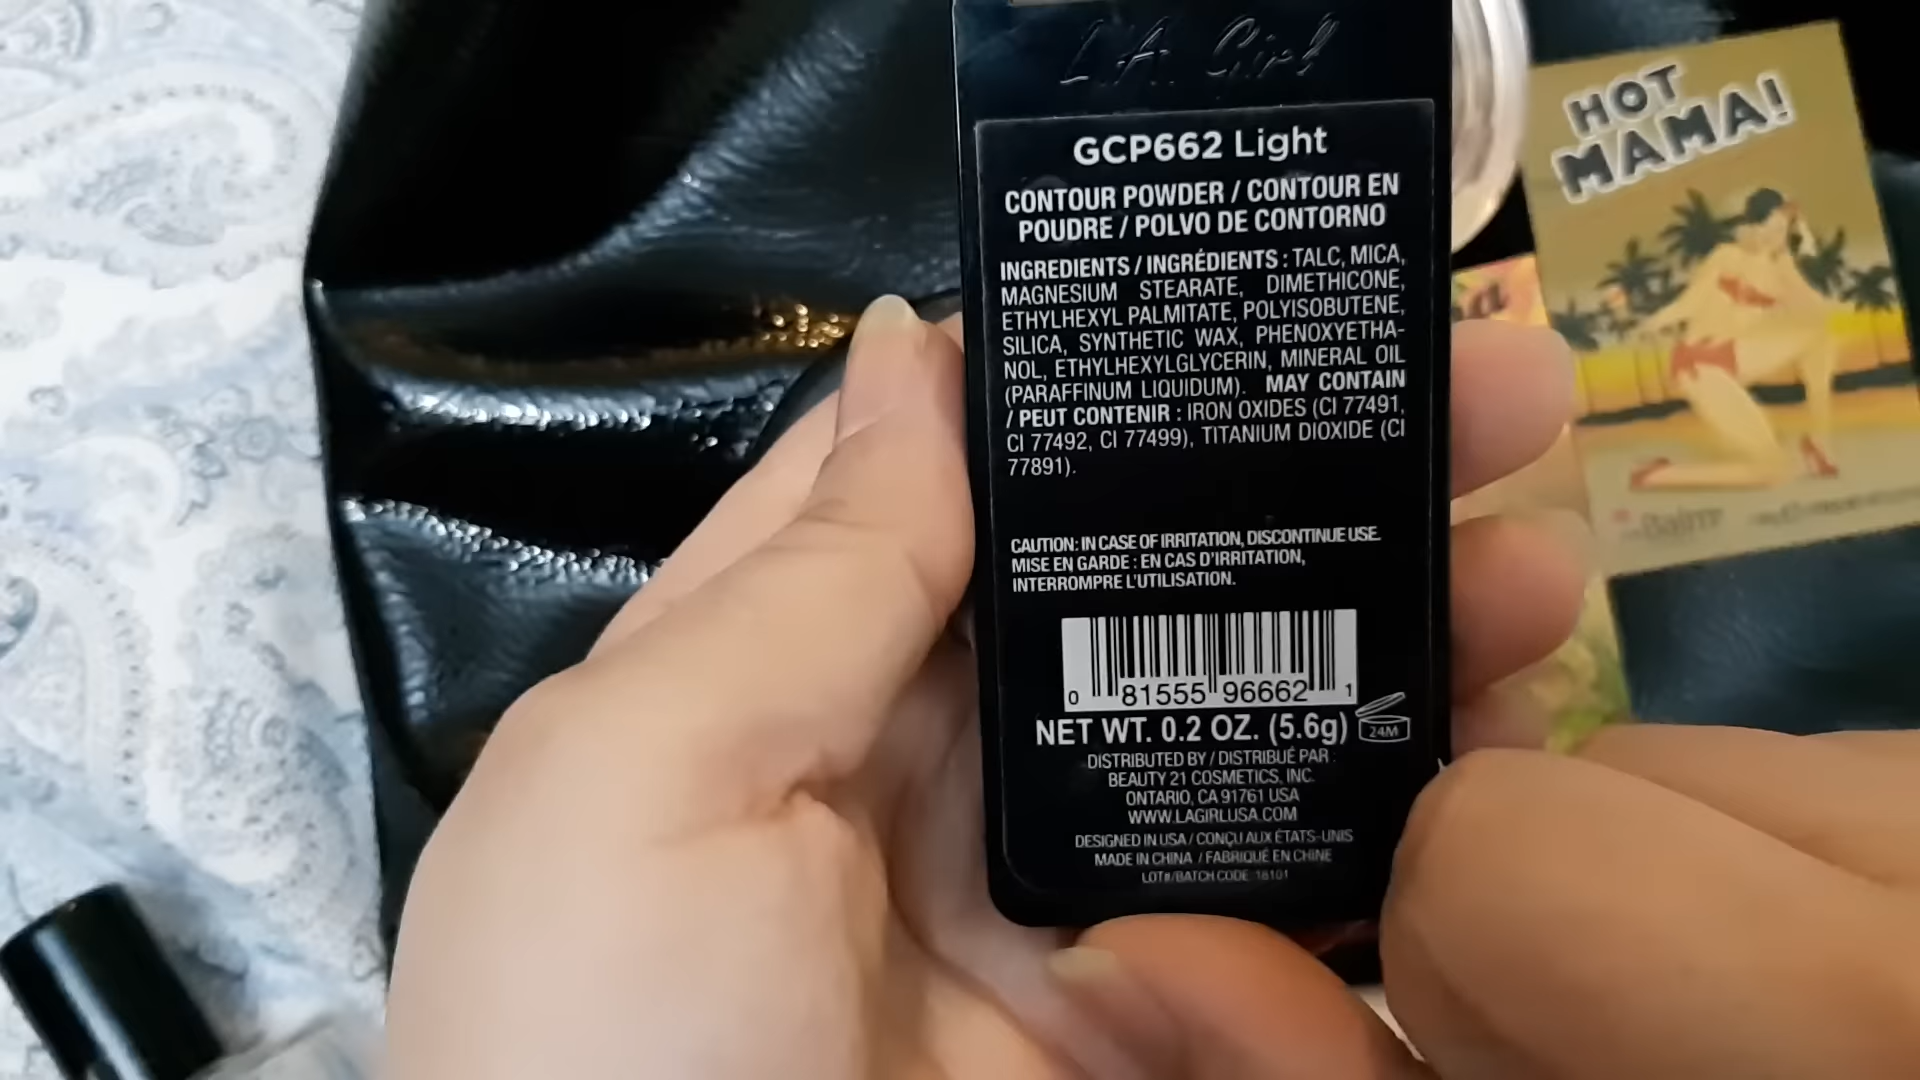 L.A. Girl
GCP662 Light
CONTOUR POWDER / CONTOUR EN
POUDRE / POLVO DE CONTORNO
INGREDIENTS / INGRÉDIENTS : TALC, MICA,
MAGNESIUM STEARATE, DIMETHICONE,
ETHYLHEXYL PALMITATE, POLYISOBUTENE,
SILICA, SYNTHETIC WAX, PHENOXYETHA-
NOL, ETHYLHEXYLGLYCERIN, MINERAL OIL
(PARAFFINUM LIQUIDUM). MAY CONTAIN
/ PEUT CONTENIR : IRON OXIDES (CI 77491,
CI 77492, CI 77499), TITANIUM DIOXIDE (CI
77891).
CAUTION: IN CASE OF IRRITATION, DISCONTINUE USE.
MISE EN GARDE : EN CAS D'IRRITATION,
INTERROMPRE L'UTILISATION.
0 81555 96662 1
NET WT. 0.2 OZ. (5.6g) 24M
DISTRIBUTED BY / DISTRIBUÉ PAR :
BEAUTY 21 COSMETICS, INC.
ONTARIO, CA 91761 USA
WWW.LAGIRLUSA.COM
DESIGNED IN USA / CONÇU AUX ÉTATS-UNIS
MADE IN CHINA / FABRIQUÉ EN CHINE
LOT#/BATCH CODE: 18101
HOT
MAMA!
theBalm